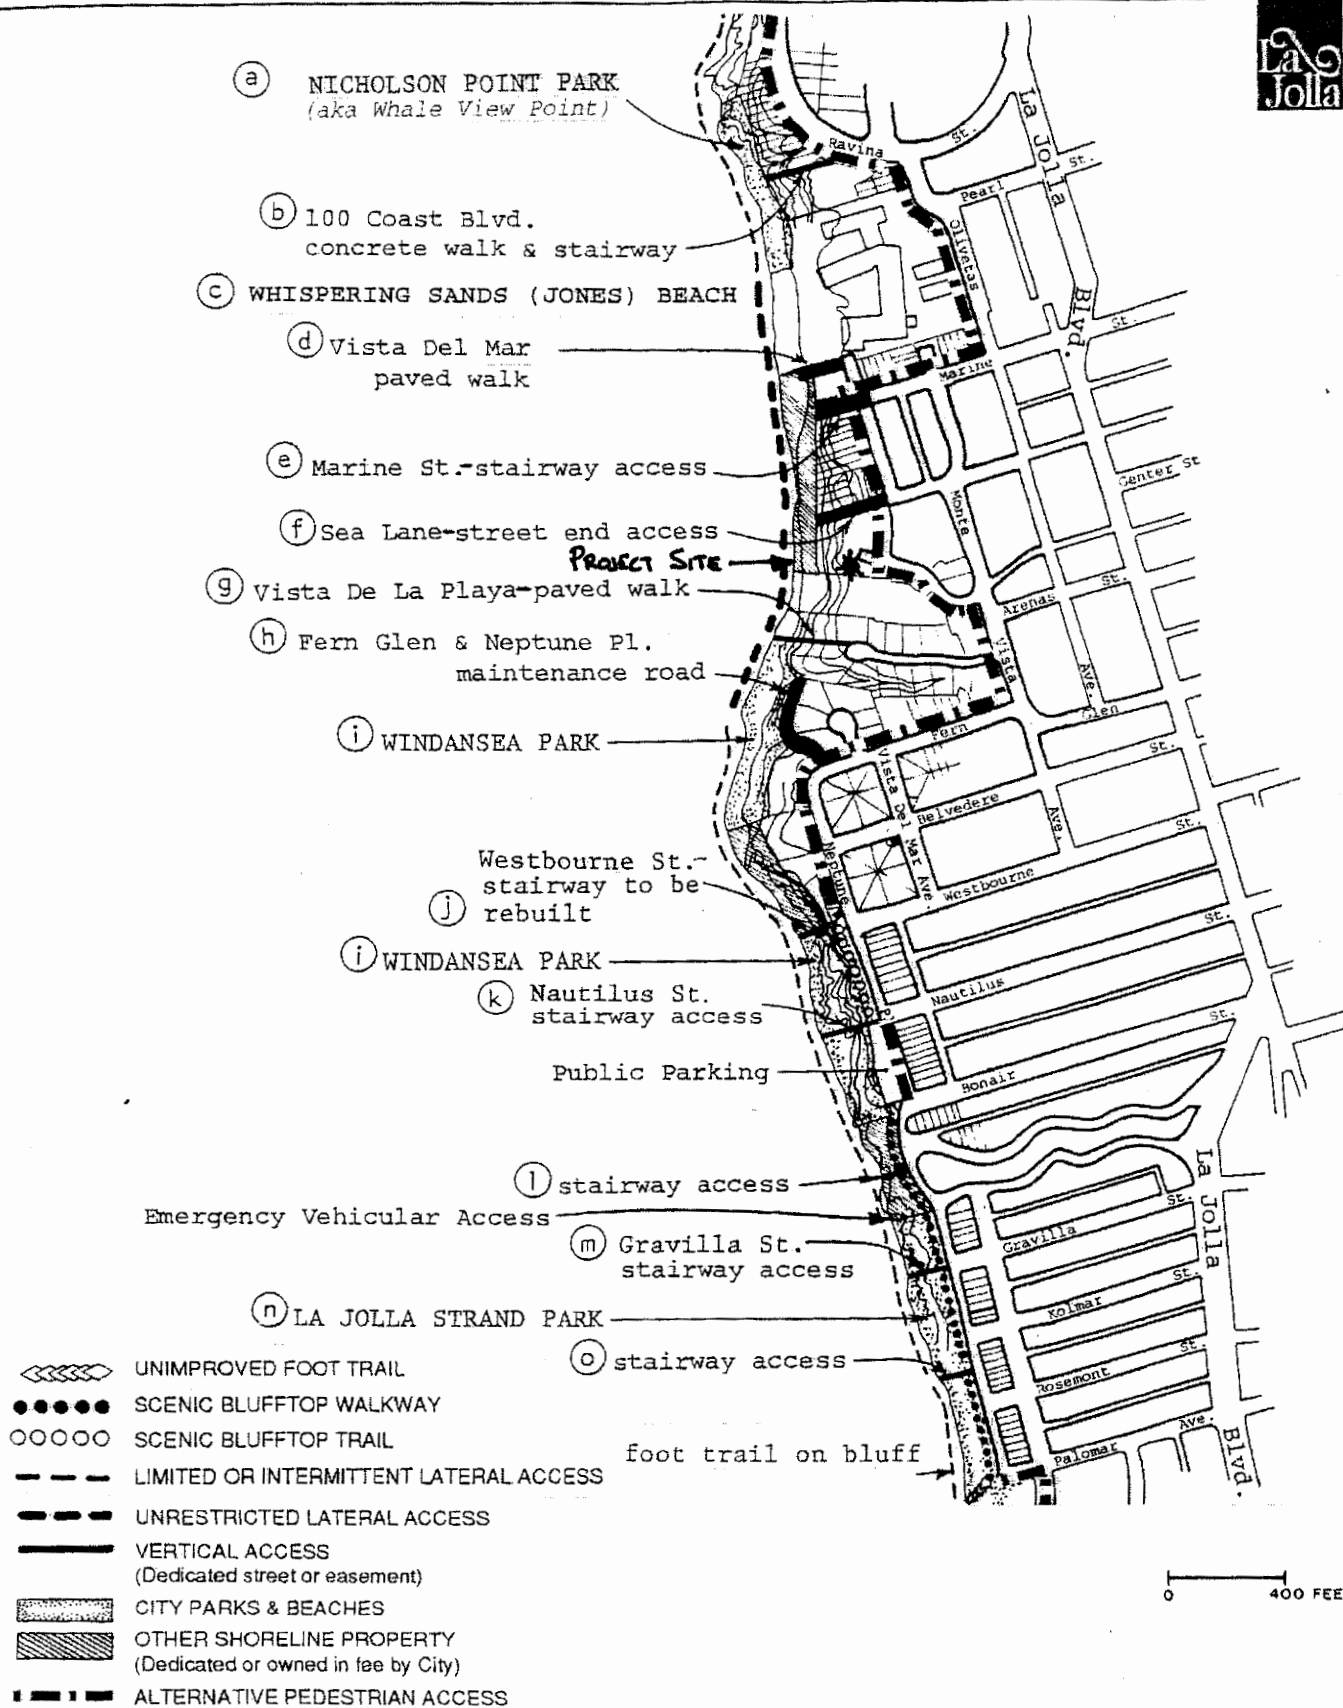 La
Jolla
ⓐ NICHOLSON POINT PARK
(aka Whale View Point)
ⓑ 100 Coast Blvd.
concrete walk & stairway
ⓒ WHISPERING SANDS (JONES) BEACH
ⓓ Vista Del Mar
paved walk
ⓔ Marine St.-stairway access
ⓕ Sea Lane-street end access
PROJECT SITE
ⓖ Vista De La Playa-paved walk
ⓗ Fern Glen & Neptune Pl.
maintenance road
ⓘ WINDANSEA PARK
Westbourne St.-
stairway to be
ⓙ rebuilt
ⓘ WINDANSEA PARK
ⓚ Nautilus St.
stairway access
Public Parking
ⓛ stairway access
Emergency Vehicular Access
ⓜ Gravilla St.
stairway access
ⓝ LA JOLLA STRAND PARK
ⓞ stairway access
foot trail on bluff
Ravina St.
La Jolla Blvd.
Pearl St.
Olivetas
Marine St.
Center St
Monte Vista Ave.
Arenas St.
Fern Glen
Vista Del Mar Ave.
Belvedere St.
Neptune Pl
Westbourne St.
Nautilus St.
Bonair St.
La Jolla Blvd.
Gravilla St.
Kolmar St.
Rosemont St.
Palomar Ave.
UNIMPROVED FOOT TRAIL
SCENIC BLUFFTOP WALKWAY
SCENIC BLUFFTOP TRAIL
LIMITED OR INTERMITTENT LATERAL ACCESS
UNRESTRICTED LATERAL ACCESS
VERTICAL ACCESS
(Dedicated street or easement)
CITY PARKS & BEACHES
OTHER SHORELINE PROPERTY
(Dedicated or owned in fee by City)
ALTERNATIVE PEDESTRIAN ACCESS
0 400 FEE